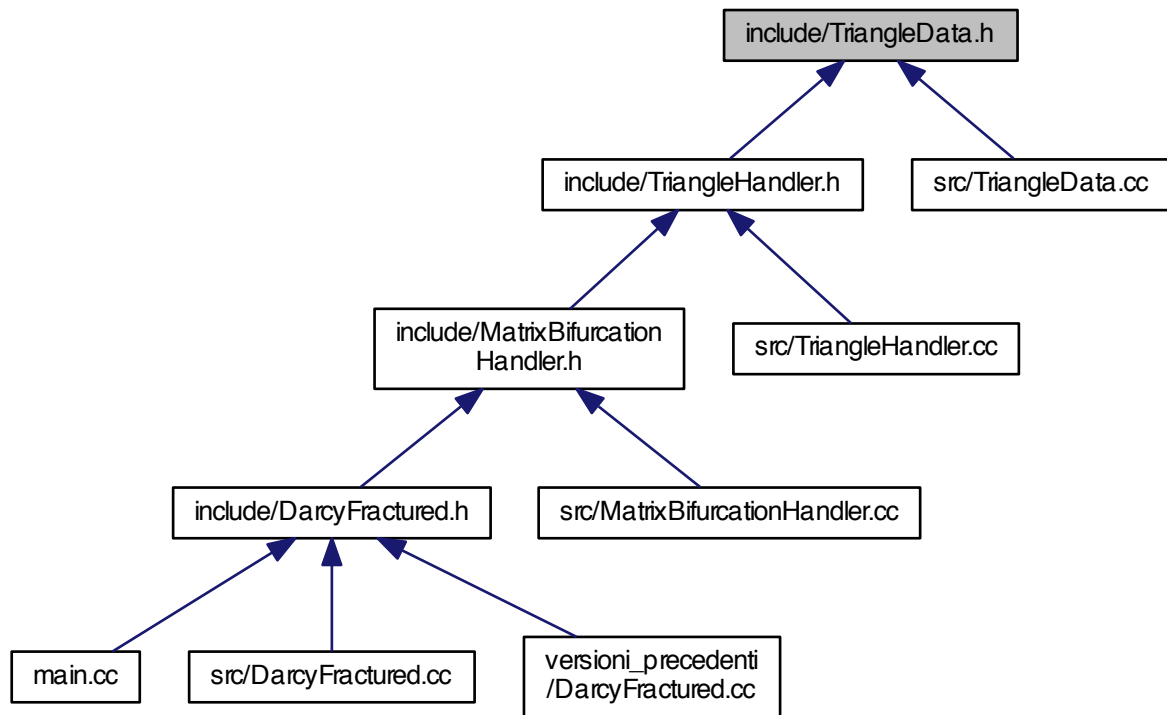 include/TriangleData.h
include/TriangleHandler.h
src/TriangleData.cc
include/MatrixBifurcation
Handler.h
src/TriangleHandler.cc
include/DarcyFractured.h
src/MatrixBifurcationHandler.cc
main.cc
src/DarcyFractured.cc
versioni_precedenti
/DarcyFractured.cc